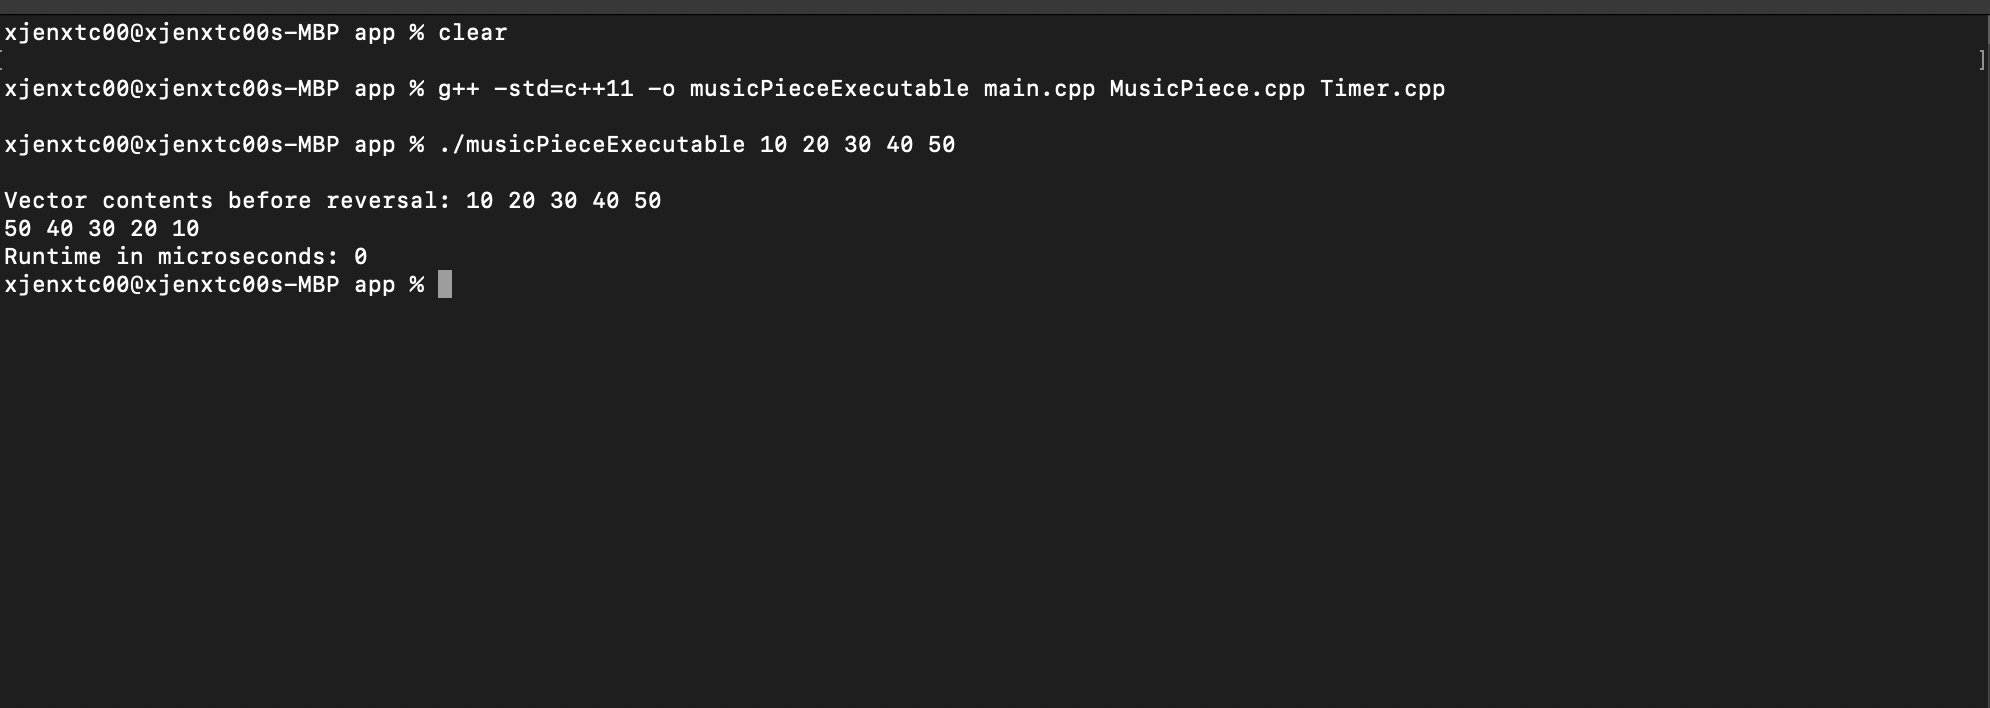 xjenxtc00@xjenxtc00s-MBP app % clear
]
xjenxtc00@xjenxtc00s-MBP app % g++ -std=c++11 -o musicPieceExecutable main.cpp MusicPiece.cpp Timer.cpp
xjenxtc00@xjenxtc00s-MBP app % ./musicPieceExecutable 10 20 30 40 50
Vector contents before reversal: 10 20 30 40 50
50 40 30 20 10
Runtime in microseconds: 0
xjenxtc00@xjenxtc00s-MBP app %